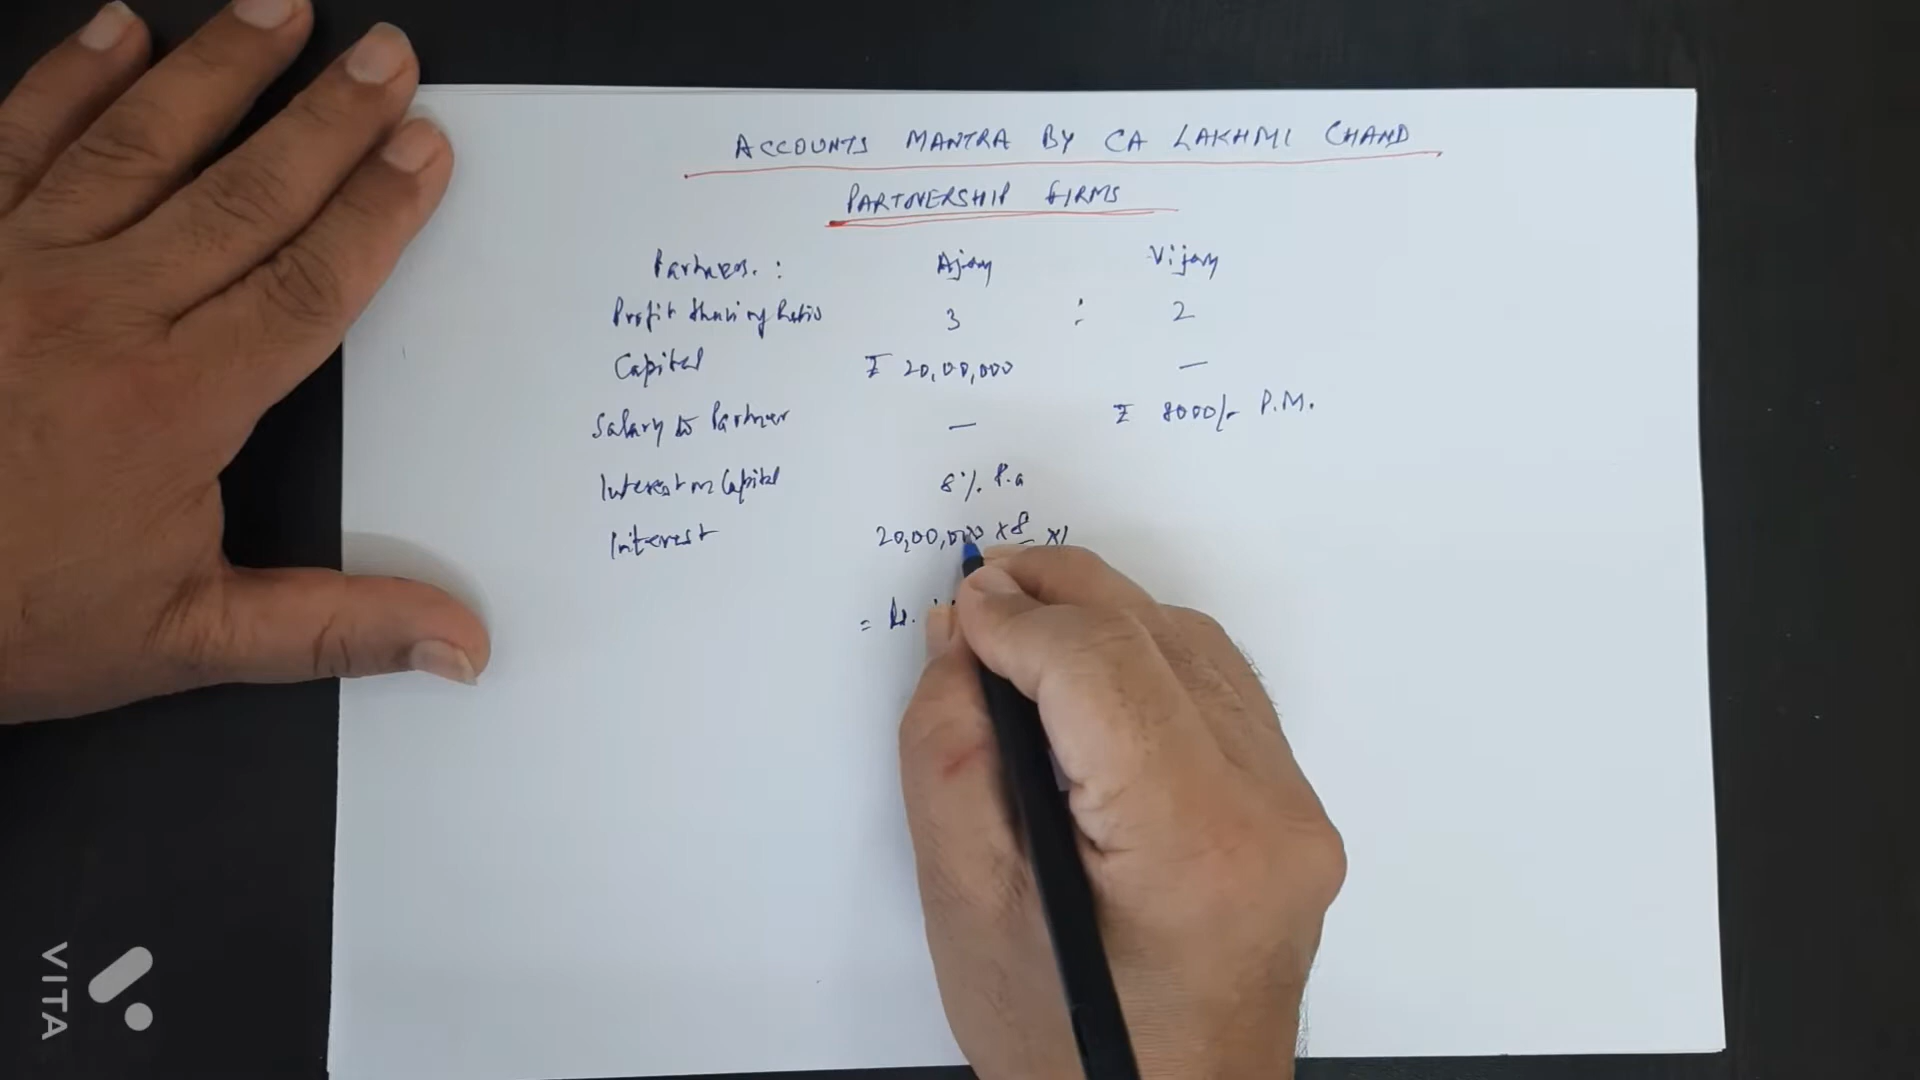 ACCOUNTS MANTRA BY CA LAKHMI CHAND
PARTNERSHIP FIRMS
Partners. : Ajay Vijay
Profit Sharing Ratio 3 : 2
Capital ₹ 20,00,000 —
Salary to Partner — ₹ 8000/- P.M.
Interest on Capital 8% P.a
Interest 20,00,000 x 8 x1
= Rs.
VITA